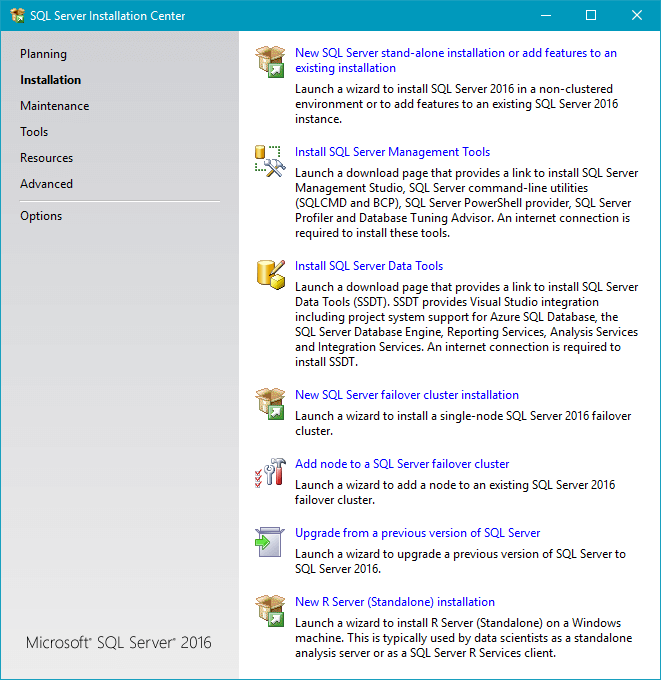 SQL Server Installation Center
Planning
Installation
Maintenance
Tools
Resources
Advanced
Options
Microsoft® SQL Server® 2016
New SQL Server stand-alone installation or add features to an
existing installation
Launch a wizard to install SQL Server 2016 in a non-clustered
environment or to add features to an existing SQL Server 2016
instance.
Install SQL Server Management Tools
Launch a download page that provides a link to install SQL Server
Management Studio, SQL Server command-line utilities
(SQLCMD and BCP), SQL Server PowerShell provider, SQL Server
Profiler and Database Tuning Advisor. An internet connection is
required to install these tools.
Install SQL Server Data Tools
Launch a download page that provides a link to install SQL Server
Data Tools (SSDT). SSDT provides Visual Studio integration
including project system support for Azure SQL Database, the
SQL Server Database Engine, Reporting Services, Analysis Services
and Integration Services. An internet connection is required to
install SSDT.
New SQL Server failover cluster installation
Launch a wizard to install a single-node SQL Server 2016 failover
cluster.
Add node to a SQL Server failover cluster
Launch a wizard to add a node to an existing SQL Server 2016
failover cluster.
Upgrade from a previous version of SQL Server
Launch a wizard to upgrade a previous version of SQL Server to
SQL Server 2016.
New R Server (Standalone) installation
Launch a wizard to install R Server (Standalone) on a Windows
machine. This is typically used by data scientists as a standalone
analysis server or as a SQL Server R Services client.